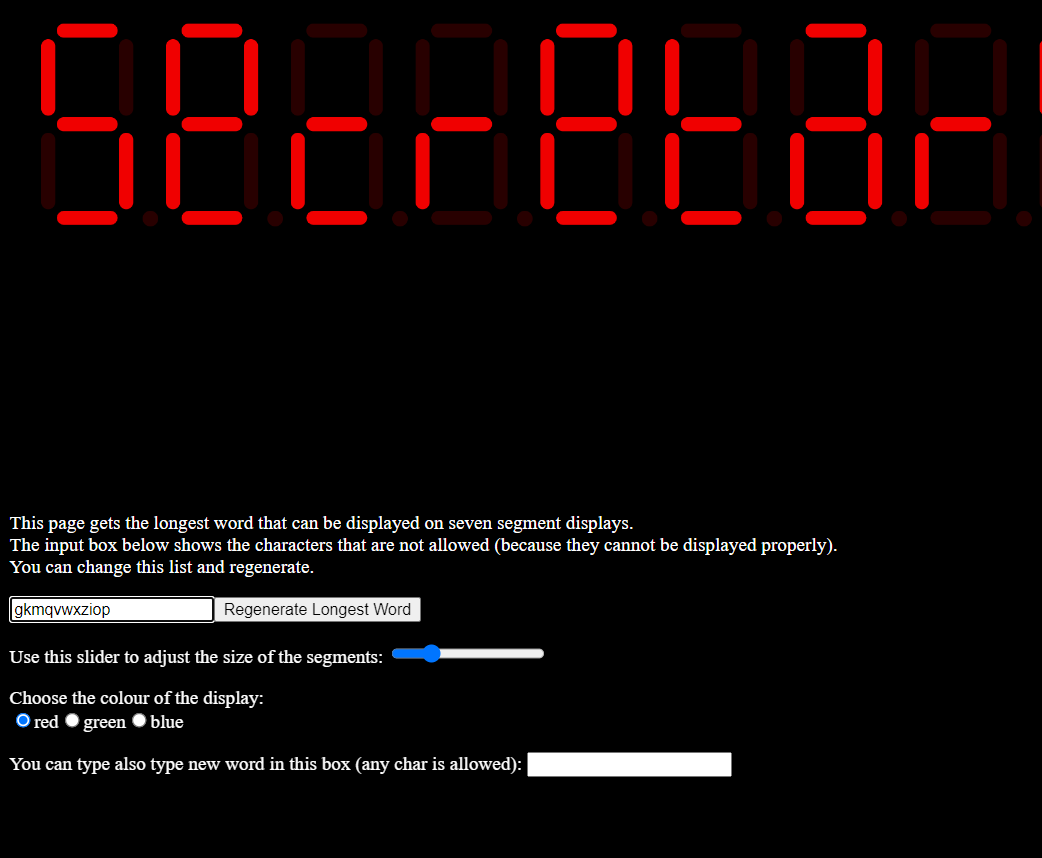 Secretar
This page gets the longest word that can be displayed on seven segment displays.
The input box below shows the characters that are not allowed (because they cannot be displayed properly).
You can change this list and regenerate.
gkmqvwxziop Regenerate Longest Word
Use this slider to adjust the size of the segments:
Choose the colour of the display:
red green blue
You can type also type new word in this box (any char is allowed):